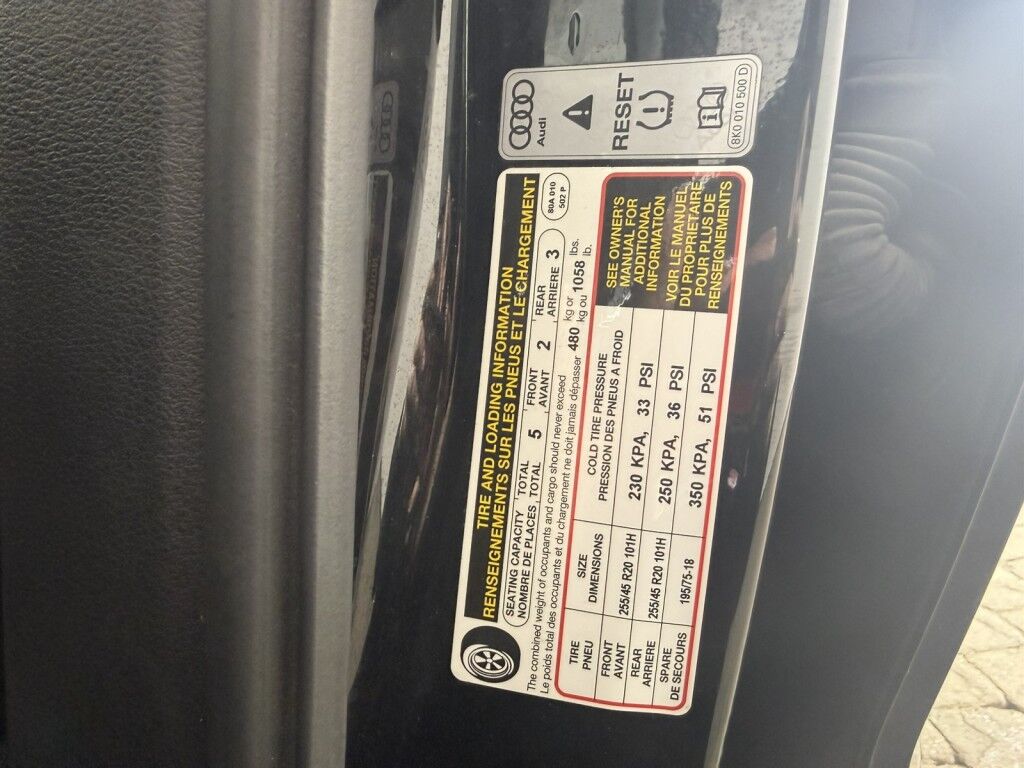 TIRE AND LOADING INFORMATION
RENSEIGNEMENTS SUR LES PNEUS ET LE CHARGEMENT
SEATING CAPACITY TOTAL 5 FRONT 2 REAR 3
NOMBRE DE PLACES TOTAL AVANT ARRIERE
80A 010
502 P
The combined weight of occupants and cargo should never exceed 480 kg or 1058 lbs.
Le poids total des occupants et du chargement ne doit jamais dépasser kg ou lb.
TIRE SIZE COLD TIRE PRESSURE
PNEU DIMENSIONS PRESSION DES PNEUS A FROID
FRONT
AVANT 255/45 R20 101H 230 KPA, 33 PSI
REAR
ARRIERE 255/45 R20 101H 250 KPA, 36 PSI
SPARE
DE SECOURS 195/75-18 350 KPA, 51 PSI
SEE OWNER'S
MANUAL FOR
ADDITIONAL
INFORMATION
VOIR LE MANUEL
DU PROPRIETAIRE
POUR PLUS DE
RENSEIGNEMENTS
Audi
RESET
8K0 010 500 D